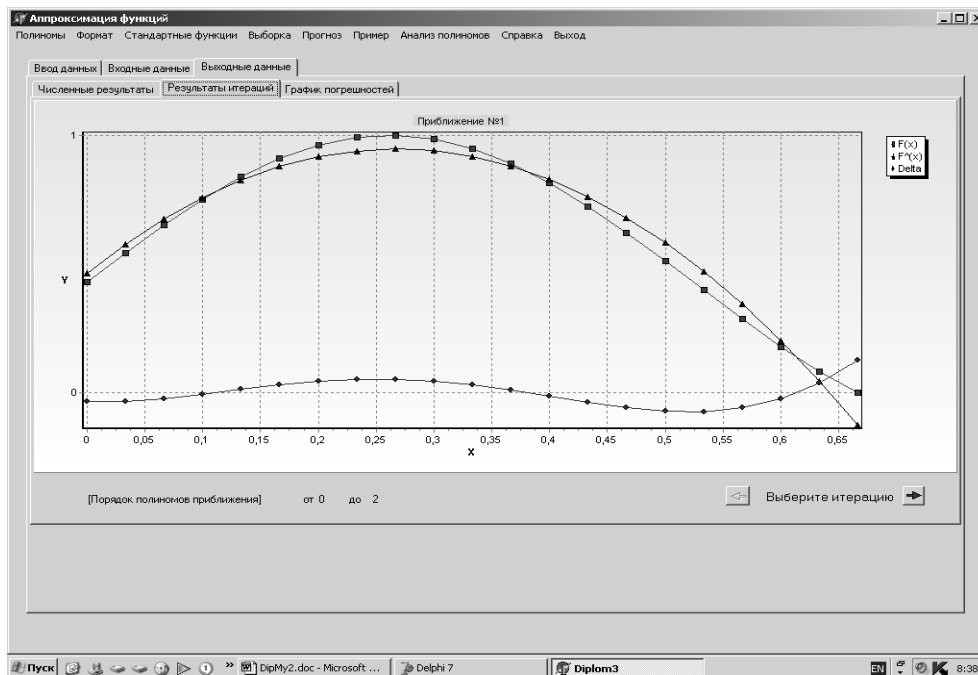 Аппроксимация функций
Полиномы Формат Стандартные функции Выборка Прогноз Пример Анализ полиномов Справка Выход
Ввод данных Входные данные Выходные данные
Численные результаты Результаты итераций График погрешностей
Приближение №1
1
F(x)
F^(x)
Delta
Y
0
0 0,05 0,1 0,15 0,2 0,25 0,3 0,35 0,4 0,45 0,5 0,55 0,6 0,65
X
[Порядок полиномов приближения] от 0 до 2 Выберите итерацию
Пуск » DipMy2.doc - Microsoft ... Delphi 7 Diplom3 EN 8:38